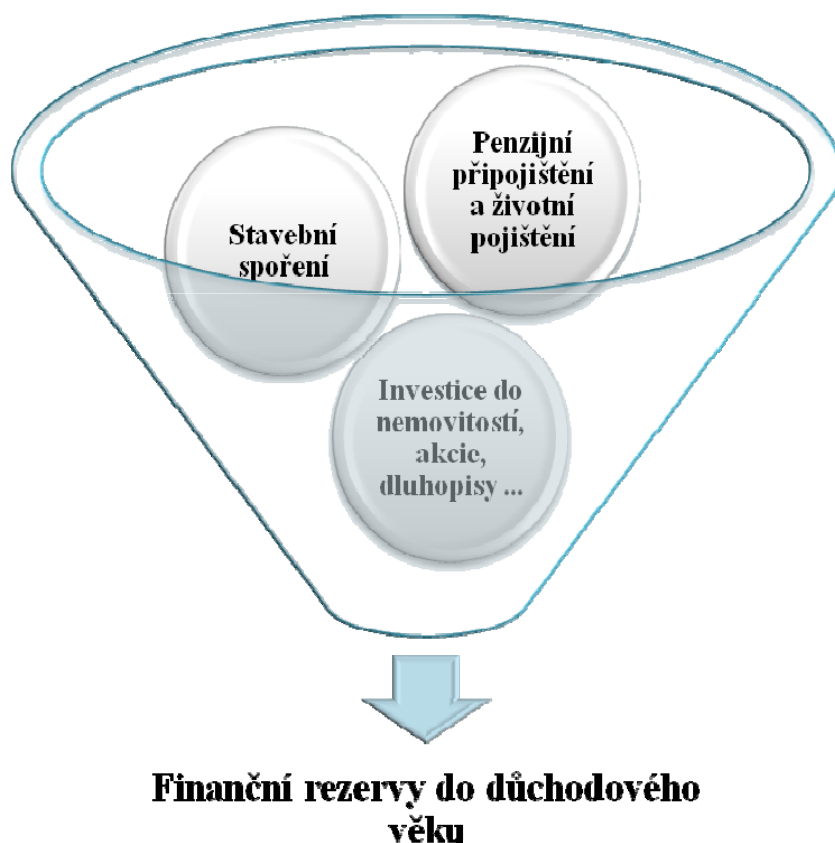 Penzijní
připojištění
a životní
pojištění
Stavební
spoření
Investice do
nemovitostí,
akcie,
dluhopisy ...
Finanční rezervy do důchodového
věku